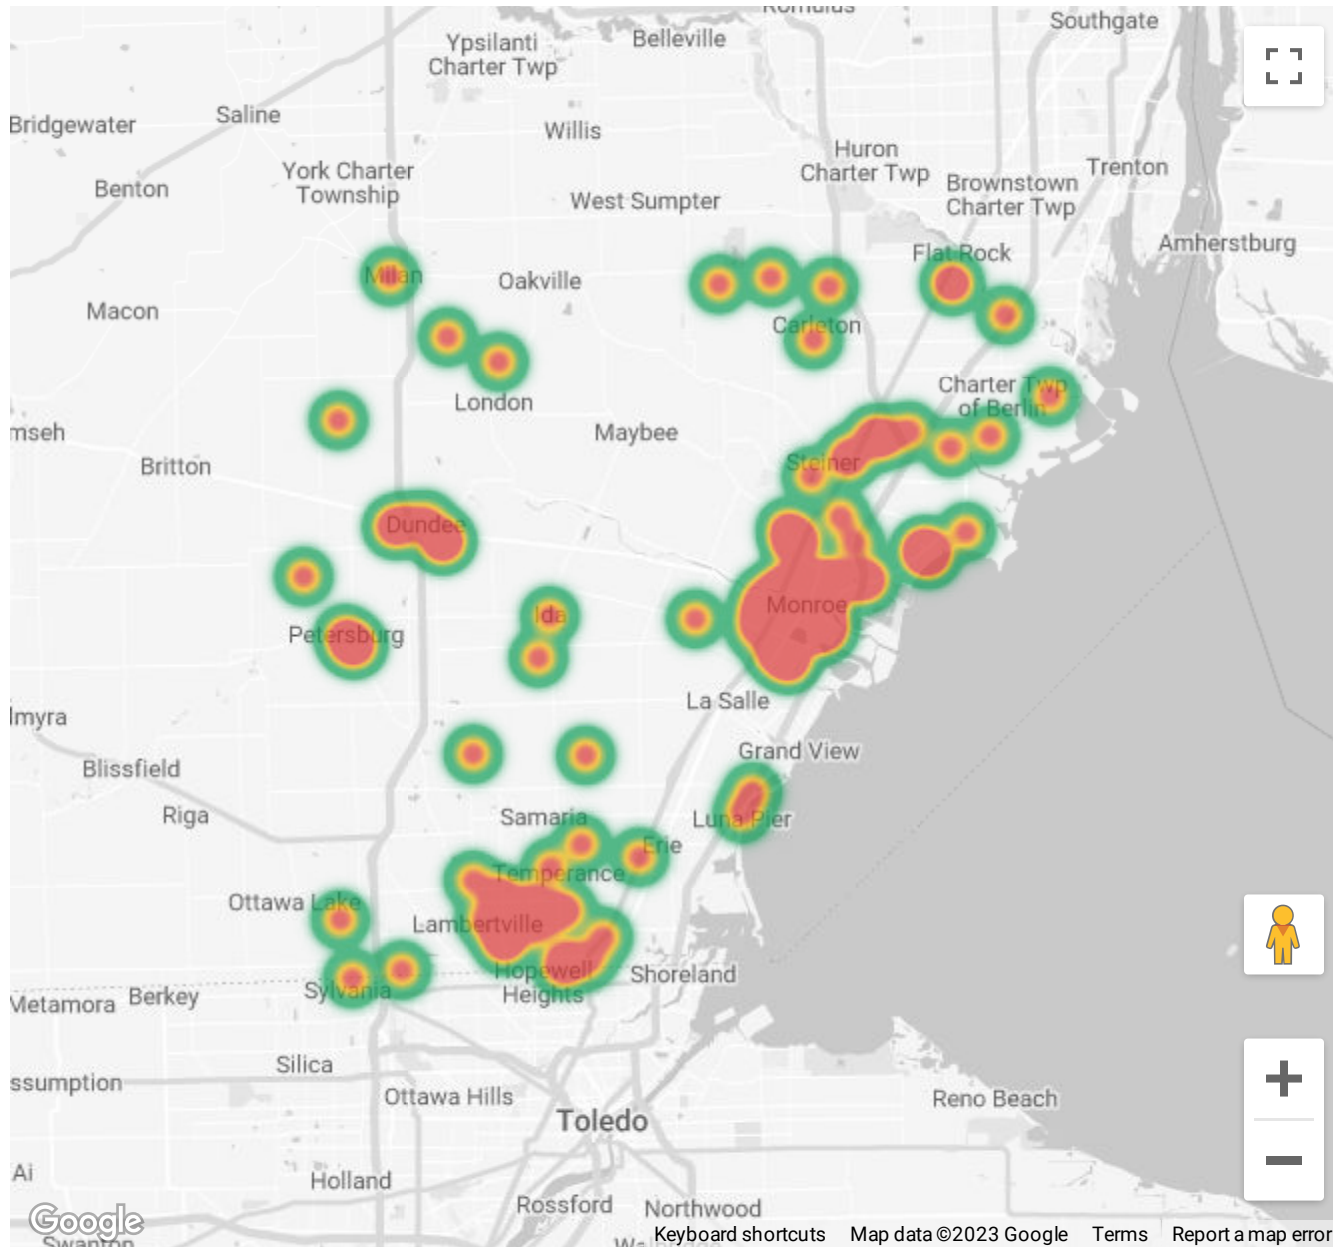 Romulus
Southgate
Ypsilanti
Charter Twp
Belleville
Saline
Bridgewater
Willis
Huron
Charter Twp
Trenton
York Charter
Township
Benton
Brownstown
Charter Twp
West Sumpter
Amherstburg
Flat Rock
Milan
Oakville
Macon
Carleton
Charter Twp
of Berlin
London
mseh
Maybee
Britton
Steiner
Dundee
Monroe
Ida
Petersburg
La Salle
lmyra
Grand View
Blissfield
Riga
Samaria
Luna Pier
Erie
Temperance
Ottawa Lake
Lambertville
Hopewell
Heights
Shoreland
Sylvania
Metamora
Berkey
Silica
ssumption
Ottawa Hills
Reno Beach
Toledo
Ai
Holland
Rossford
Northwood
Google
Swanton
Walbridge
Keyboard shortcuts
Map data ©2023 Google
Terms
Report a map error